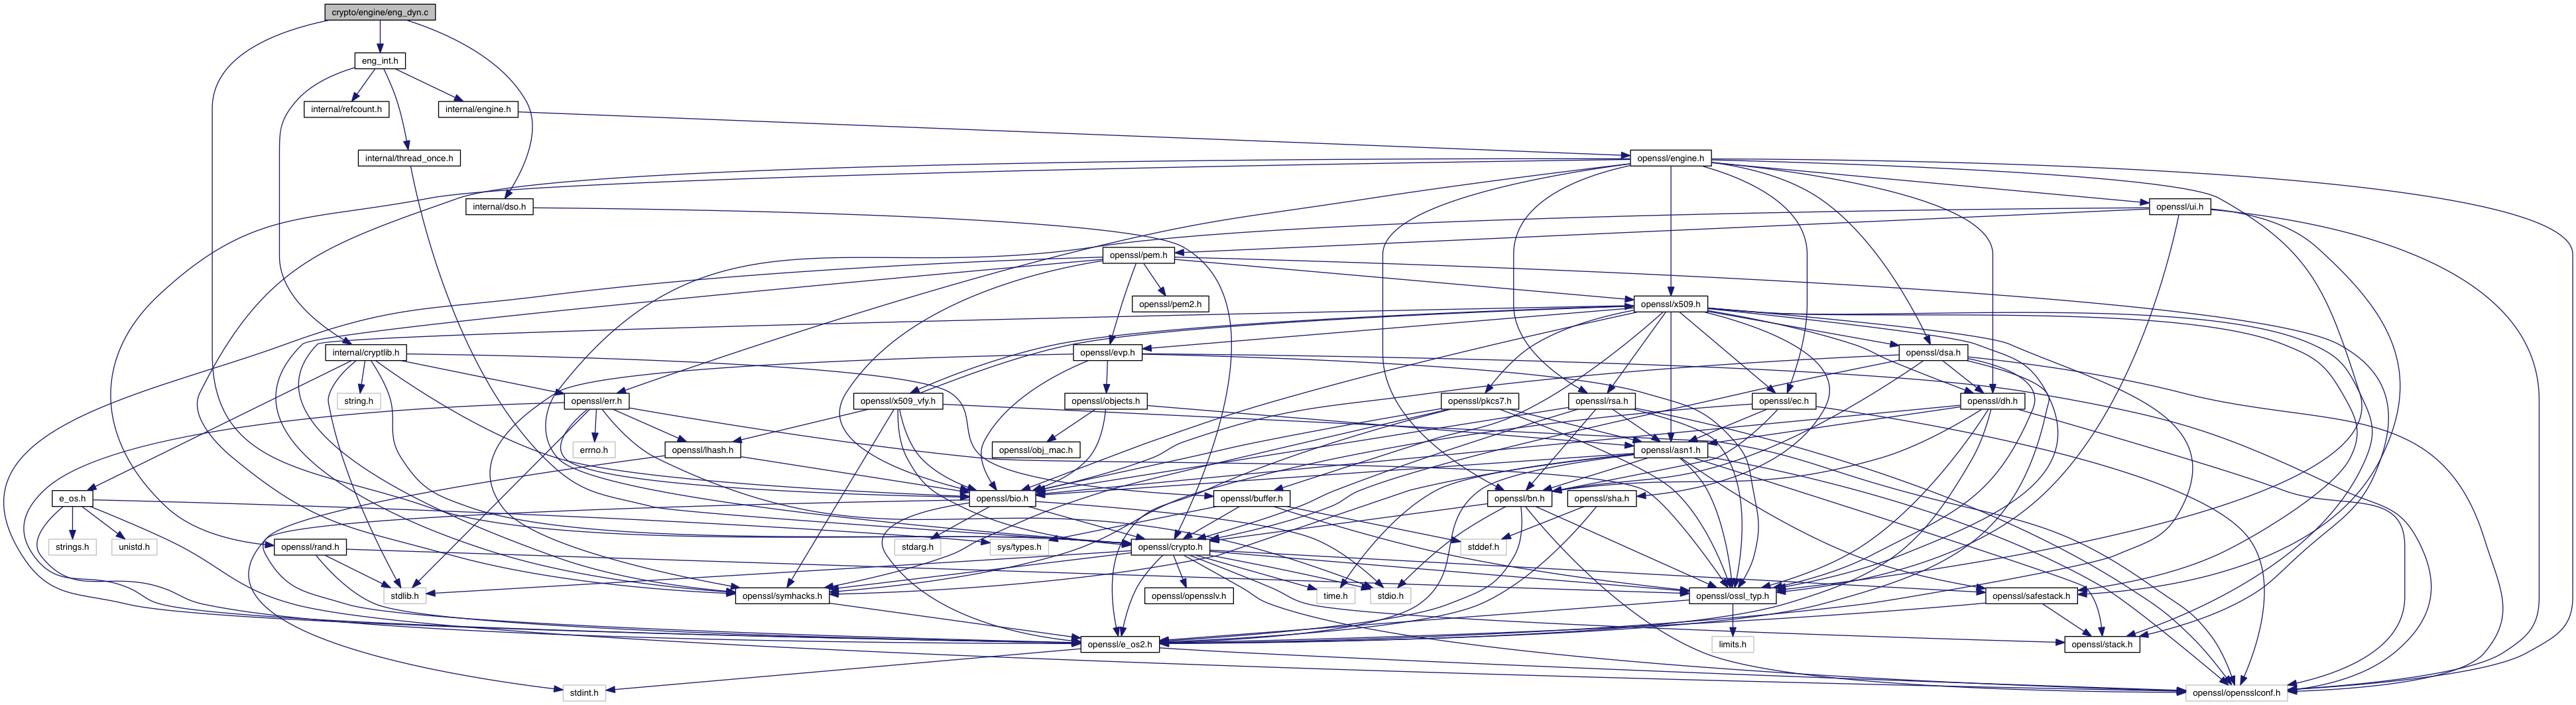 crypto/engine/eng_dyn.c
eng_int.h
internal/refcount.h
internal/engine.h
internal/thread_once.h
openssl/engine.h
internal/dso.h
openssl/ui.h
openssl/pem.h
openssl/pem2.h
openssl/x509.h
internal/cryptlib.h
openssl/evp.h
openssl/dsa.h
string.h
openssl/err.h
openssl/x509_vfy.h
openssl/objects.h
openssl/pkcs7.h
openssl/rsa.h
openssl/ec.h
openssl/dh.h
errno.h
openssl/lhash.h
openssl/obj_mac.h
openssl/asn1.h
e_os.h
openssl/bio.h
openssl/buffer.h
openssl/bn.h
openssl/sha.h
strings.h
unistd.h
openssl/rand.h
stdarg.h
sys/types.h
openssl/crypto.h
stddef.h
stdlib.h
openssl/symhacks.h
openssl/opensslv.h
time.h
stdio.h
openssl/ossl_typ.h
openssl/safestack.h
openssl/e_os2.h
limits.h
openssl/stack.h
stdint.h
openssl/opensslconf.h